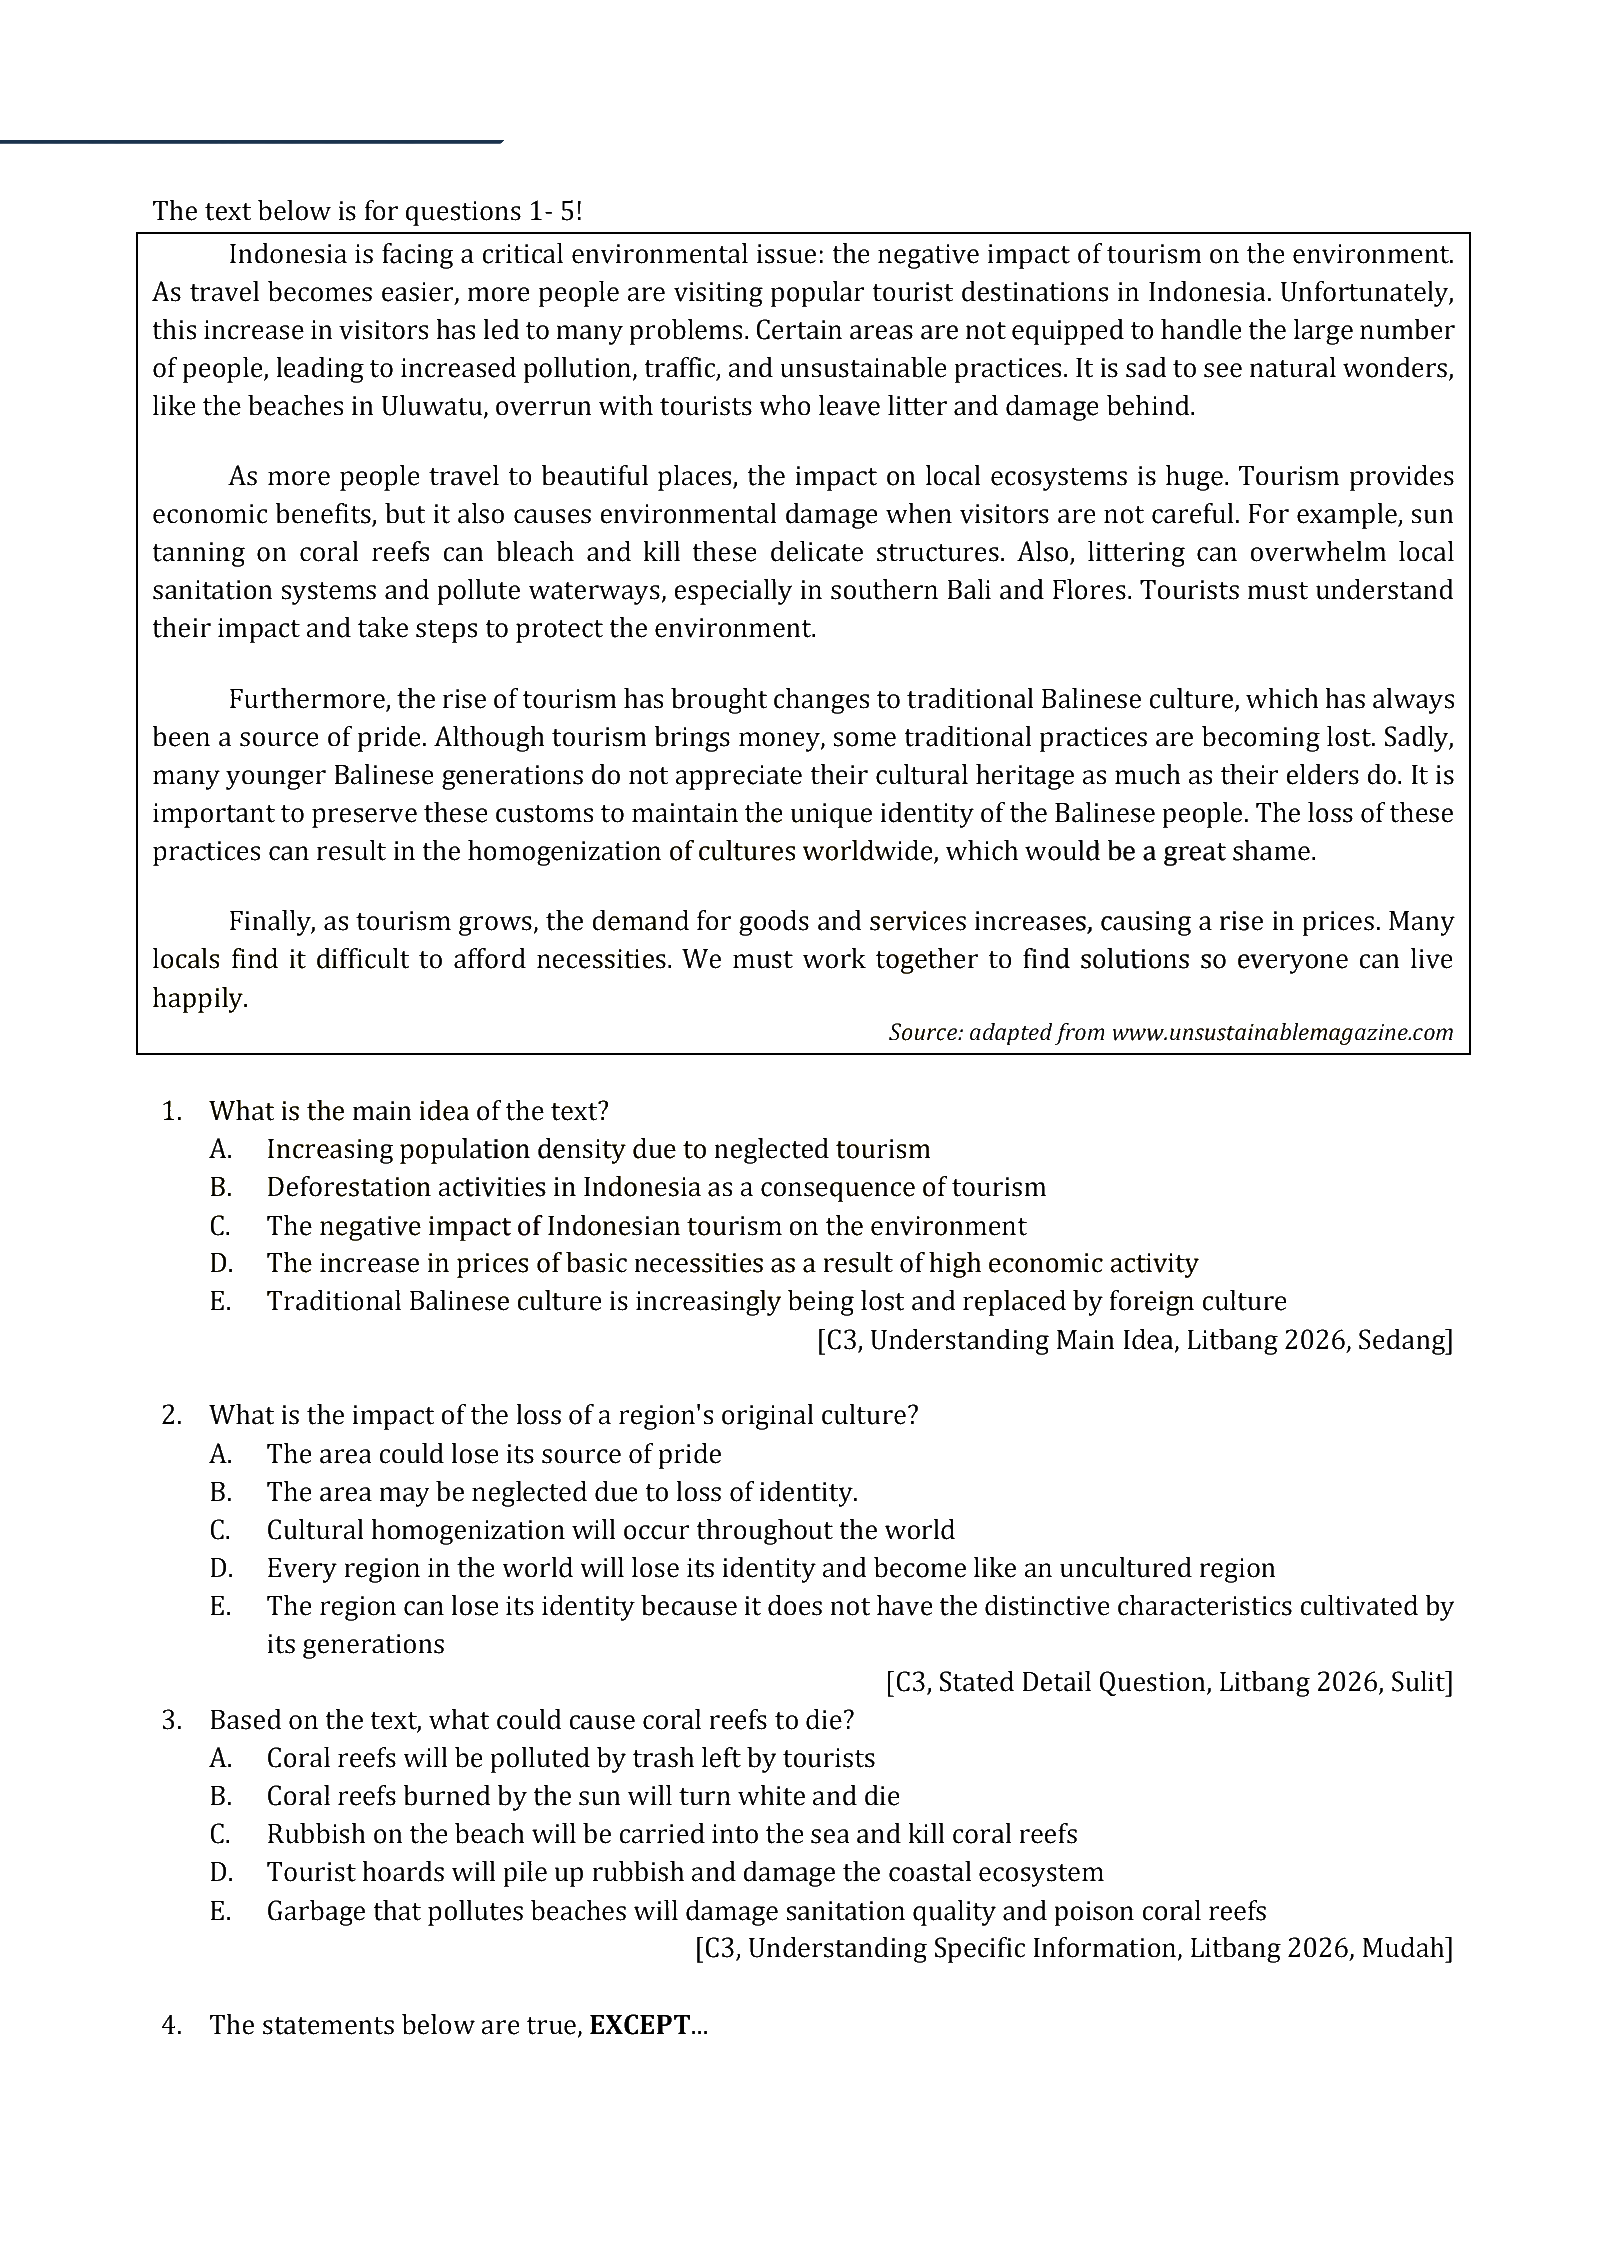 The text below is for questions 1- 5!
Indonesia is facing a critical environmental issue: the negative impact of tourism on the environment.
As travel becomes easier, more people are visiting popular tourist destinations in Indonesia. Unfortunately,
this increase in visitors has led to many problems. Certain areas are not equipped to handle the large number
of people, leading to increased pollution, traffic, and unsustainable practices. It is sad to see natural wonders,
like the beaches in Uluwatu, overrun with tourists who leave litter and damage behind.
As more people travel to beautiful places, the impact on local ecosystems is huge. Tourism provides
economic benefits, but it also causes environmental damage when visitors are not careful. For example, sun
tanning on coral reefs can bleach and kill these delicate structures. Also, littering can overwhelm local
sanitation systems and pollute waterways, especially in southern Bali and Flores. Tourists must understand
their impact and take steps to protect the environment.
Furthermore, the rise of tourism has brought changes to traditional Balinese culture, which has always
been a source of pride. Although tourism brings money, some traditional practices are becoming lost. Sadly,
many younger Balinese generations do not appreciate their cultural heritage as much as their elders do. It is
important to preserve these customs to maintain the unique identity of the Balinese people. The loss of these
practices can result in the homogenization of cultures worldwide, which would be a great shame.
Finally, as tourism grows, the demand for goods and services increases, causing a rise in prices. Many
locals find it difficult to afford necessities. We must work together to find solutions so everyone can live
happily.
Source: adapted from www.unsustainablemagazine.com
1. What is the main idea of the text?
A. Increasing population density due to neglected tourism
B. Deforestation activities in Indonesia as a consequence of tourism
C. The negative impact of Indonesian tourism on the environment
D. The increase in prices of basic necessities as a result of high economic activity
E. Traditional Balinese culture is increasingly being lost and replaced by foreign culture
[C3, Understanding Main Idea, Litbang 2026, Sedang]
2. What is the impact of the loss of a region's original culture?
A. The area could lose its source of pride
B. The area may be neglected due to loss of identity.
C. Cultural homogenization will occur throughout the world
D. Every region in the world will lose its identity and become like an uncultured region
E. The region can lose its identity because it does not have the distinctive characteristics cultivated by
its generations
[C3, Stated Detail Question, Litbang 2026, Sulit]
3. Based on the text, what could cause coral reefs to die?
A. Coral reefs will be polluted by trash left by tourists
B. Coral reefs burned by the sun will turn white and die
C. Rubbish on the beach will be carried into the sea and kill coral reefs
D. Tourist hoards will pile up rubbish and damage the coastal ecosystem
E. Garbage that pollutes beaches will damage sanitation quality and poison coral reefs
[C3, Understanding Specific Information, Litbang 2026, Mudah]
4. The statements below are true, EXCEPT...